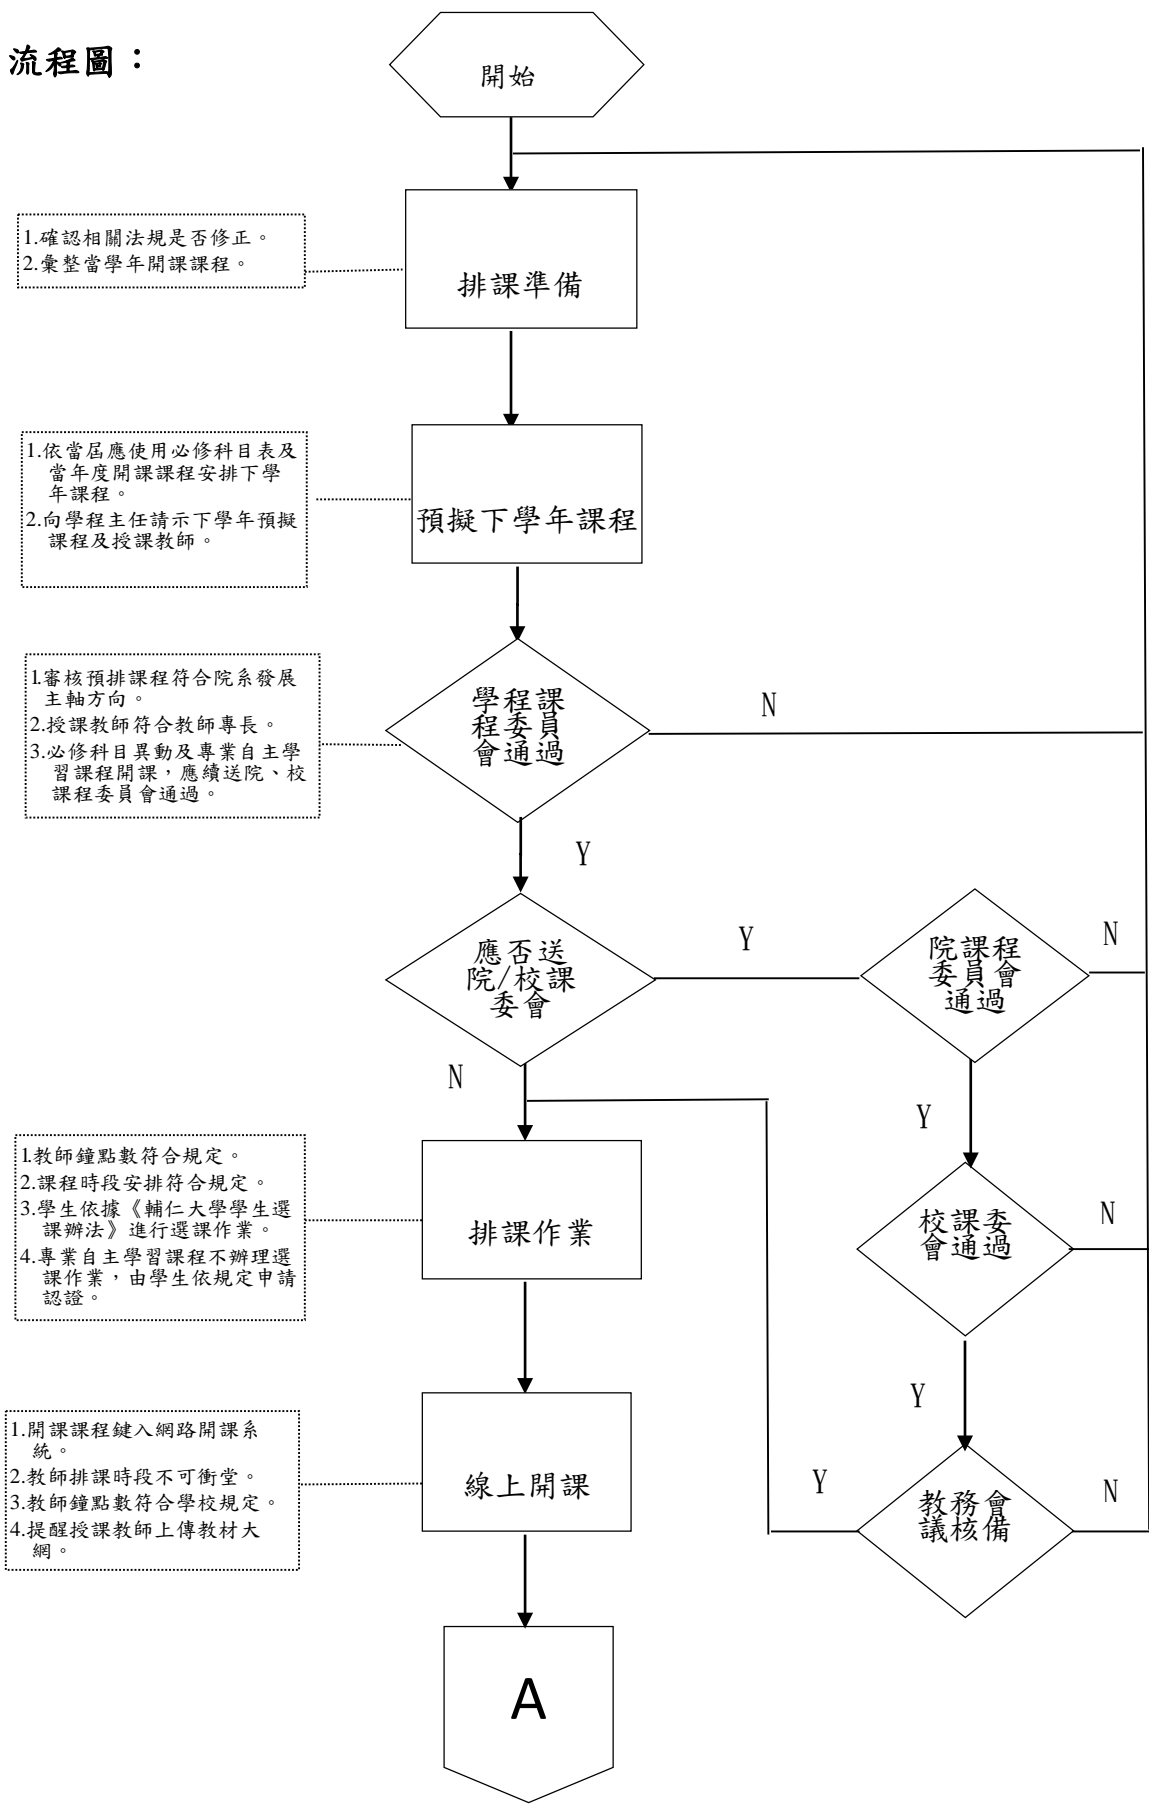 流程圖：
開始
1.確認相關法規是否修正。
2.彙整當學年開課課程。
排課準備
1.依當屆應使用必修科目表及
當年度開課課程安排下學
年課程。
2.向學程主任請示下學年預擬
課程及授課教師。
預擬下學年課程
1.審核預排課程符合院系發展
主軸方向。
2.授課教師符合教師專長。
3.必修科目異動及專業自主學
習課程開課，應續送院、校
課程委員會通過。
學程課
程委員
會通過
N
Y
應否送
院/校課
委會
Y
院課程
委員會
通過
N
N
Y
1.教師鐘點數符合規定。
2.課程時段安排符合規定。
3.學生依據《輔仁大學學生選
課辦法》進行選課作業。
4.專業自主學習課程不辦理選
課作業，由學生依規定申請
認證。
排課作業
校課委
會通過
N
Y
1.開課課程鍵入網路開課系
統。
2.教師排課時段不可衝堂。
3.教師鐘點數符合學校規定。
4.提醒授課教師上傳教材大
網。
線上開課
Y
教務會
議核備
N
A